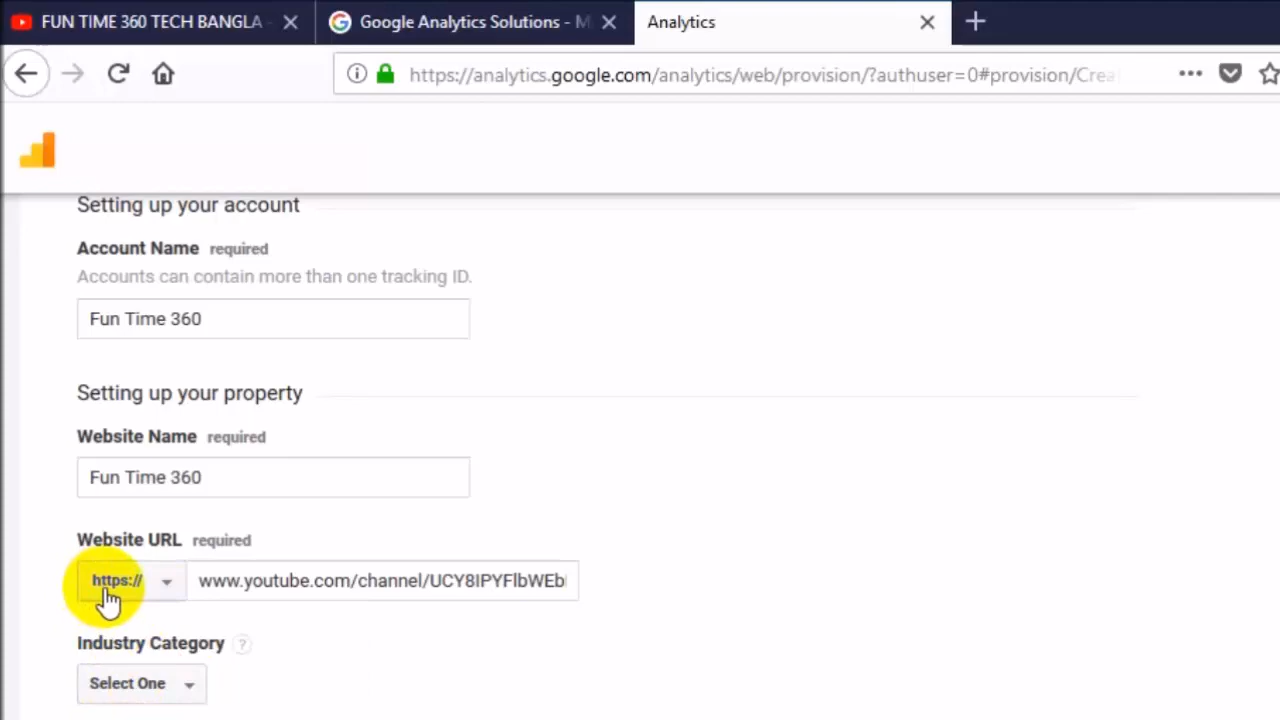 FUN TIME 360 TECH BANGLA -
Google Analytics Solutions - M
Analytics
https://analytics.google.com/analytics/web/provision/?authuser=0#provision/Crea
Setting up your account
Account Name required
Accounts can contain more than one tracking ID.
Fun Time 360
Setting up your property
Website Name required
Fun Time 360
Website URL required
https:// www.youtube.com/channel/UCY8IPYFlbWEb
Industry Category ?
Select One